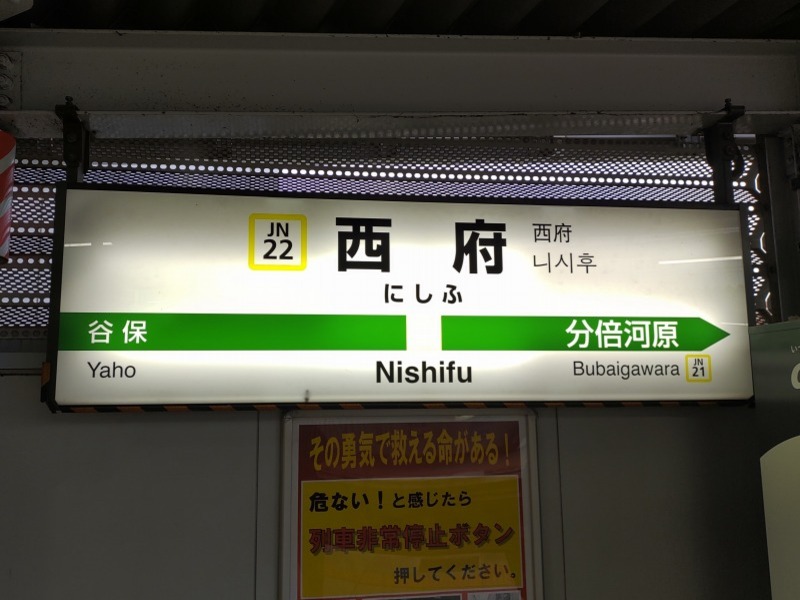 JN
22
西府
西府
니시후
にしふ
谷保
分倍河原
Yaho
Nishifu
Bubaigawara
JN
21
その勇気で救える命がある!
危ない!と感じたら
列車非常停止ボタン
押してください。